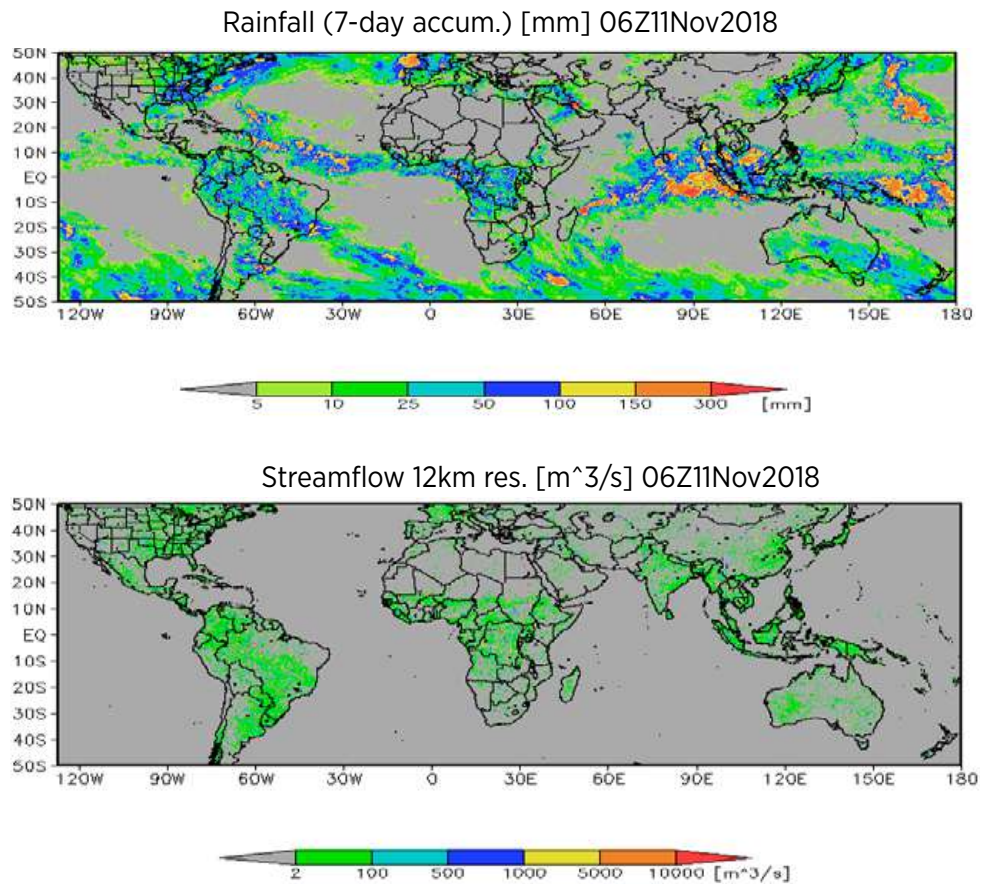 Rainfall (7-day accum.) [mm] 06Z11Nov2018
50N
40N
30N
20N
10N
EQ
10S
20S
30S
40S
50S
120W 90W 60W 30W 0 30E 60E 90E 120E 150E 180
5 10 25 50 100 150 300 [mm]
Streamflow 12km res. [m^3/s] 06Z11Nov2018
50N
40N
30N
20N
10N
EQ
10S
20S
30S
40S
50S
120W 90W 60W 30W 0 30E 60E 90E 120E 150E 180
2 100 500 1000 5000 10000 [m^3/s]